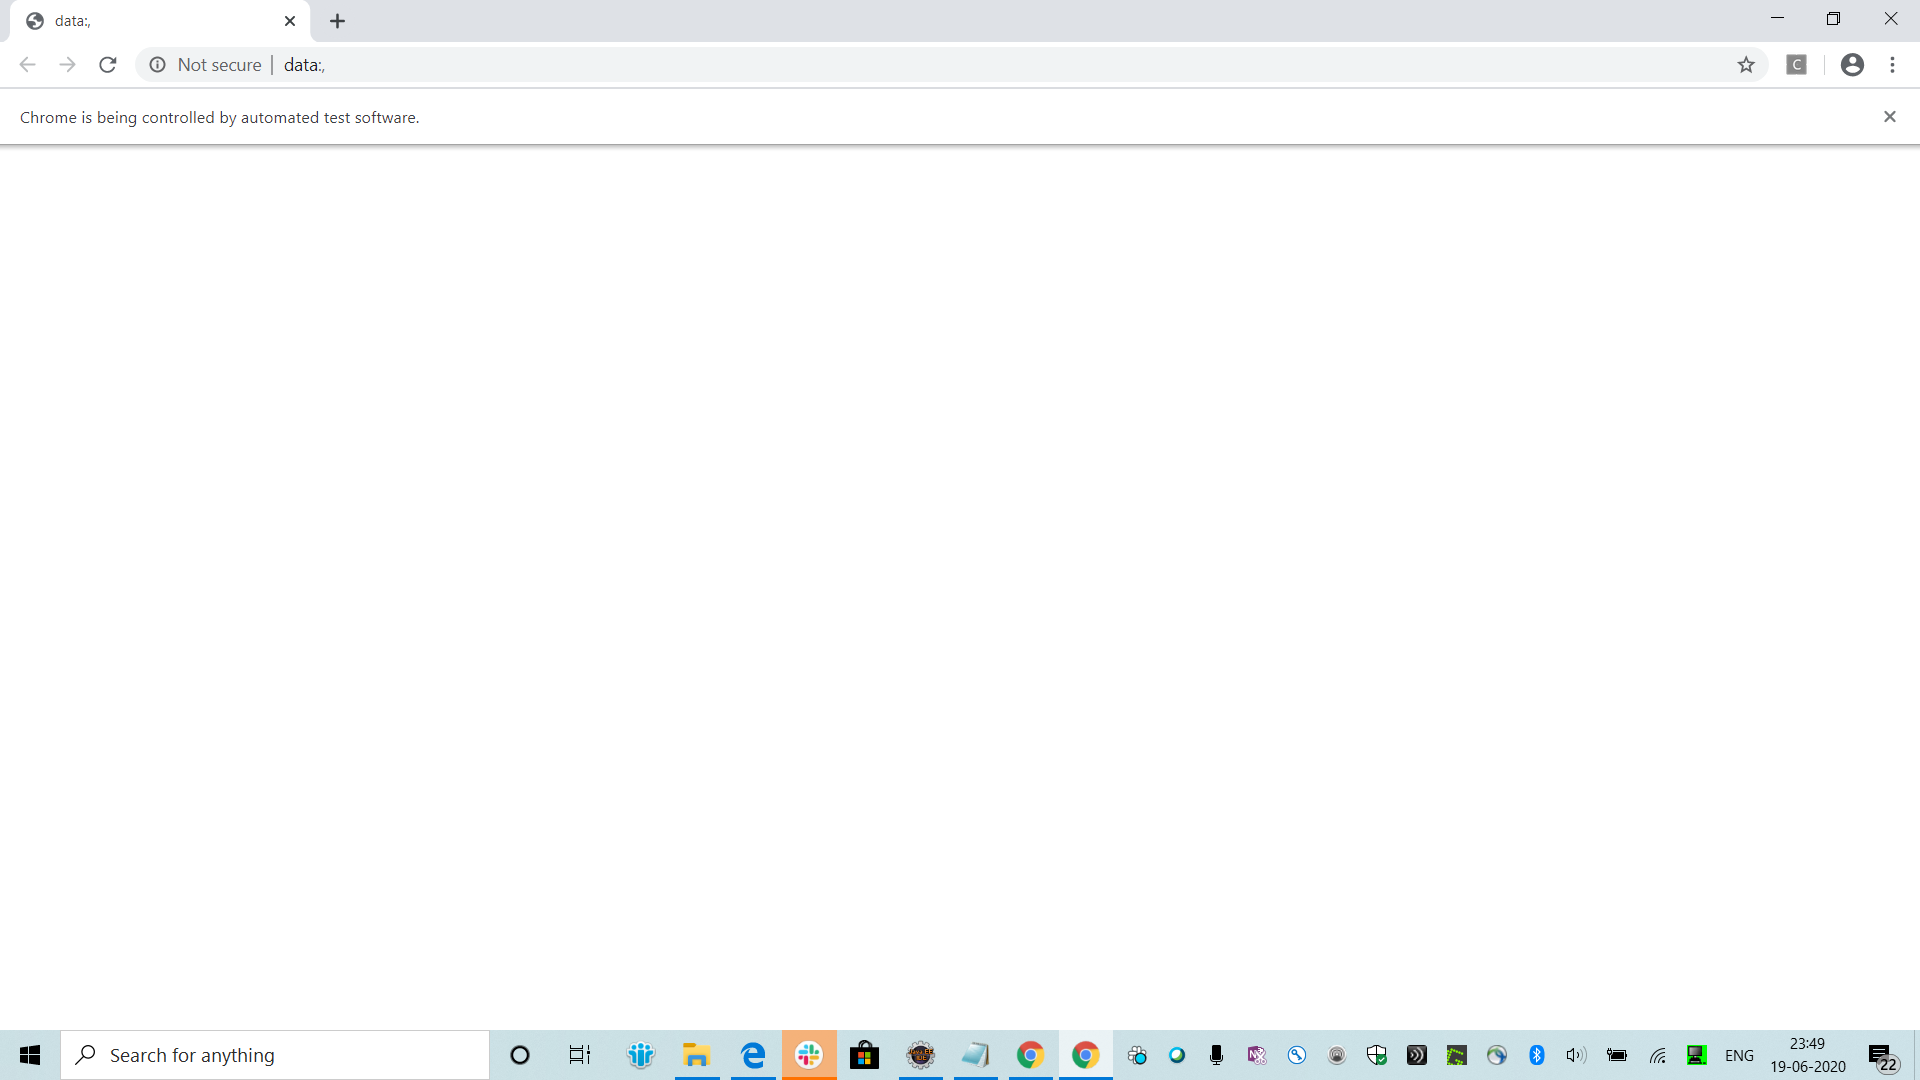 data:,
Not secure | data:,
C
Chrome is being controlled by automated test software.
Search for anything
ENG
23:49
19-06-2020
22